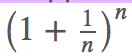 (1 + 1/n)^n